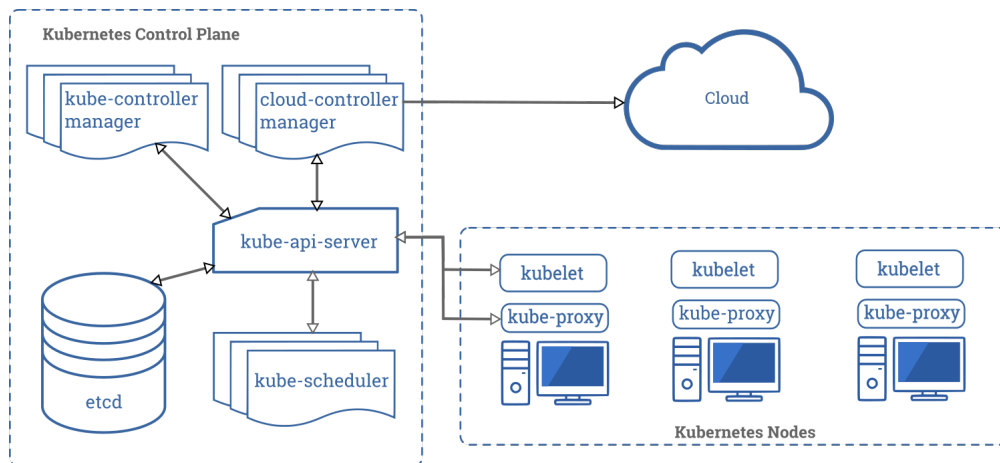 Kubernetes Control Plane
kube-controller
manager
cloud-controller
manager
Cloud
kube-api-server
etcd
kube-scheduler
kubelet
kube-proxy
kubelet
kube-proxy
kubelet
kube-proxy
Kubernetes Nodes